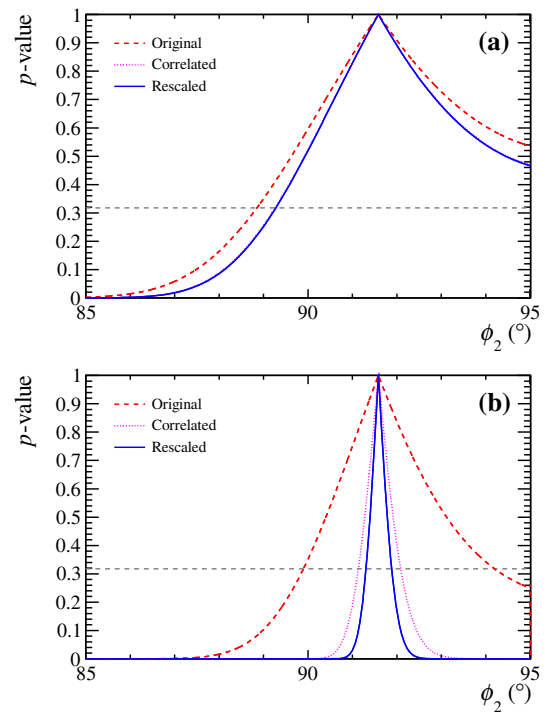 p-value
1
0.9
0.8
0.7
0.6
0.5
0.4
0.3
0.2
0.1
0
Original
Correlated
Rescaled
(a)
85 90 95
ϕ₂ (°)
p-value
1
0.9
0.8
0.7
0.6
0.5
0.4
0.3
0.2
0.1
0
Original
Correlated
Rescaled
(b)
85 90 95
ϕ₂ (°)